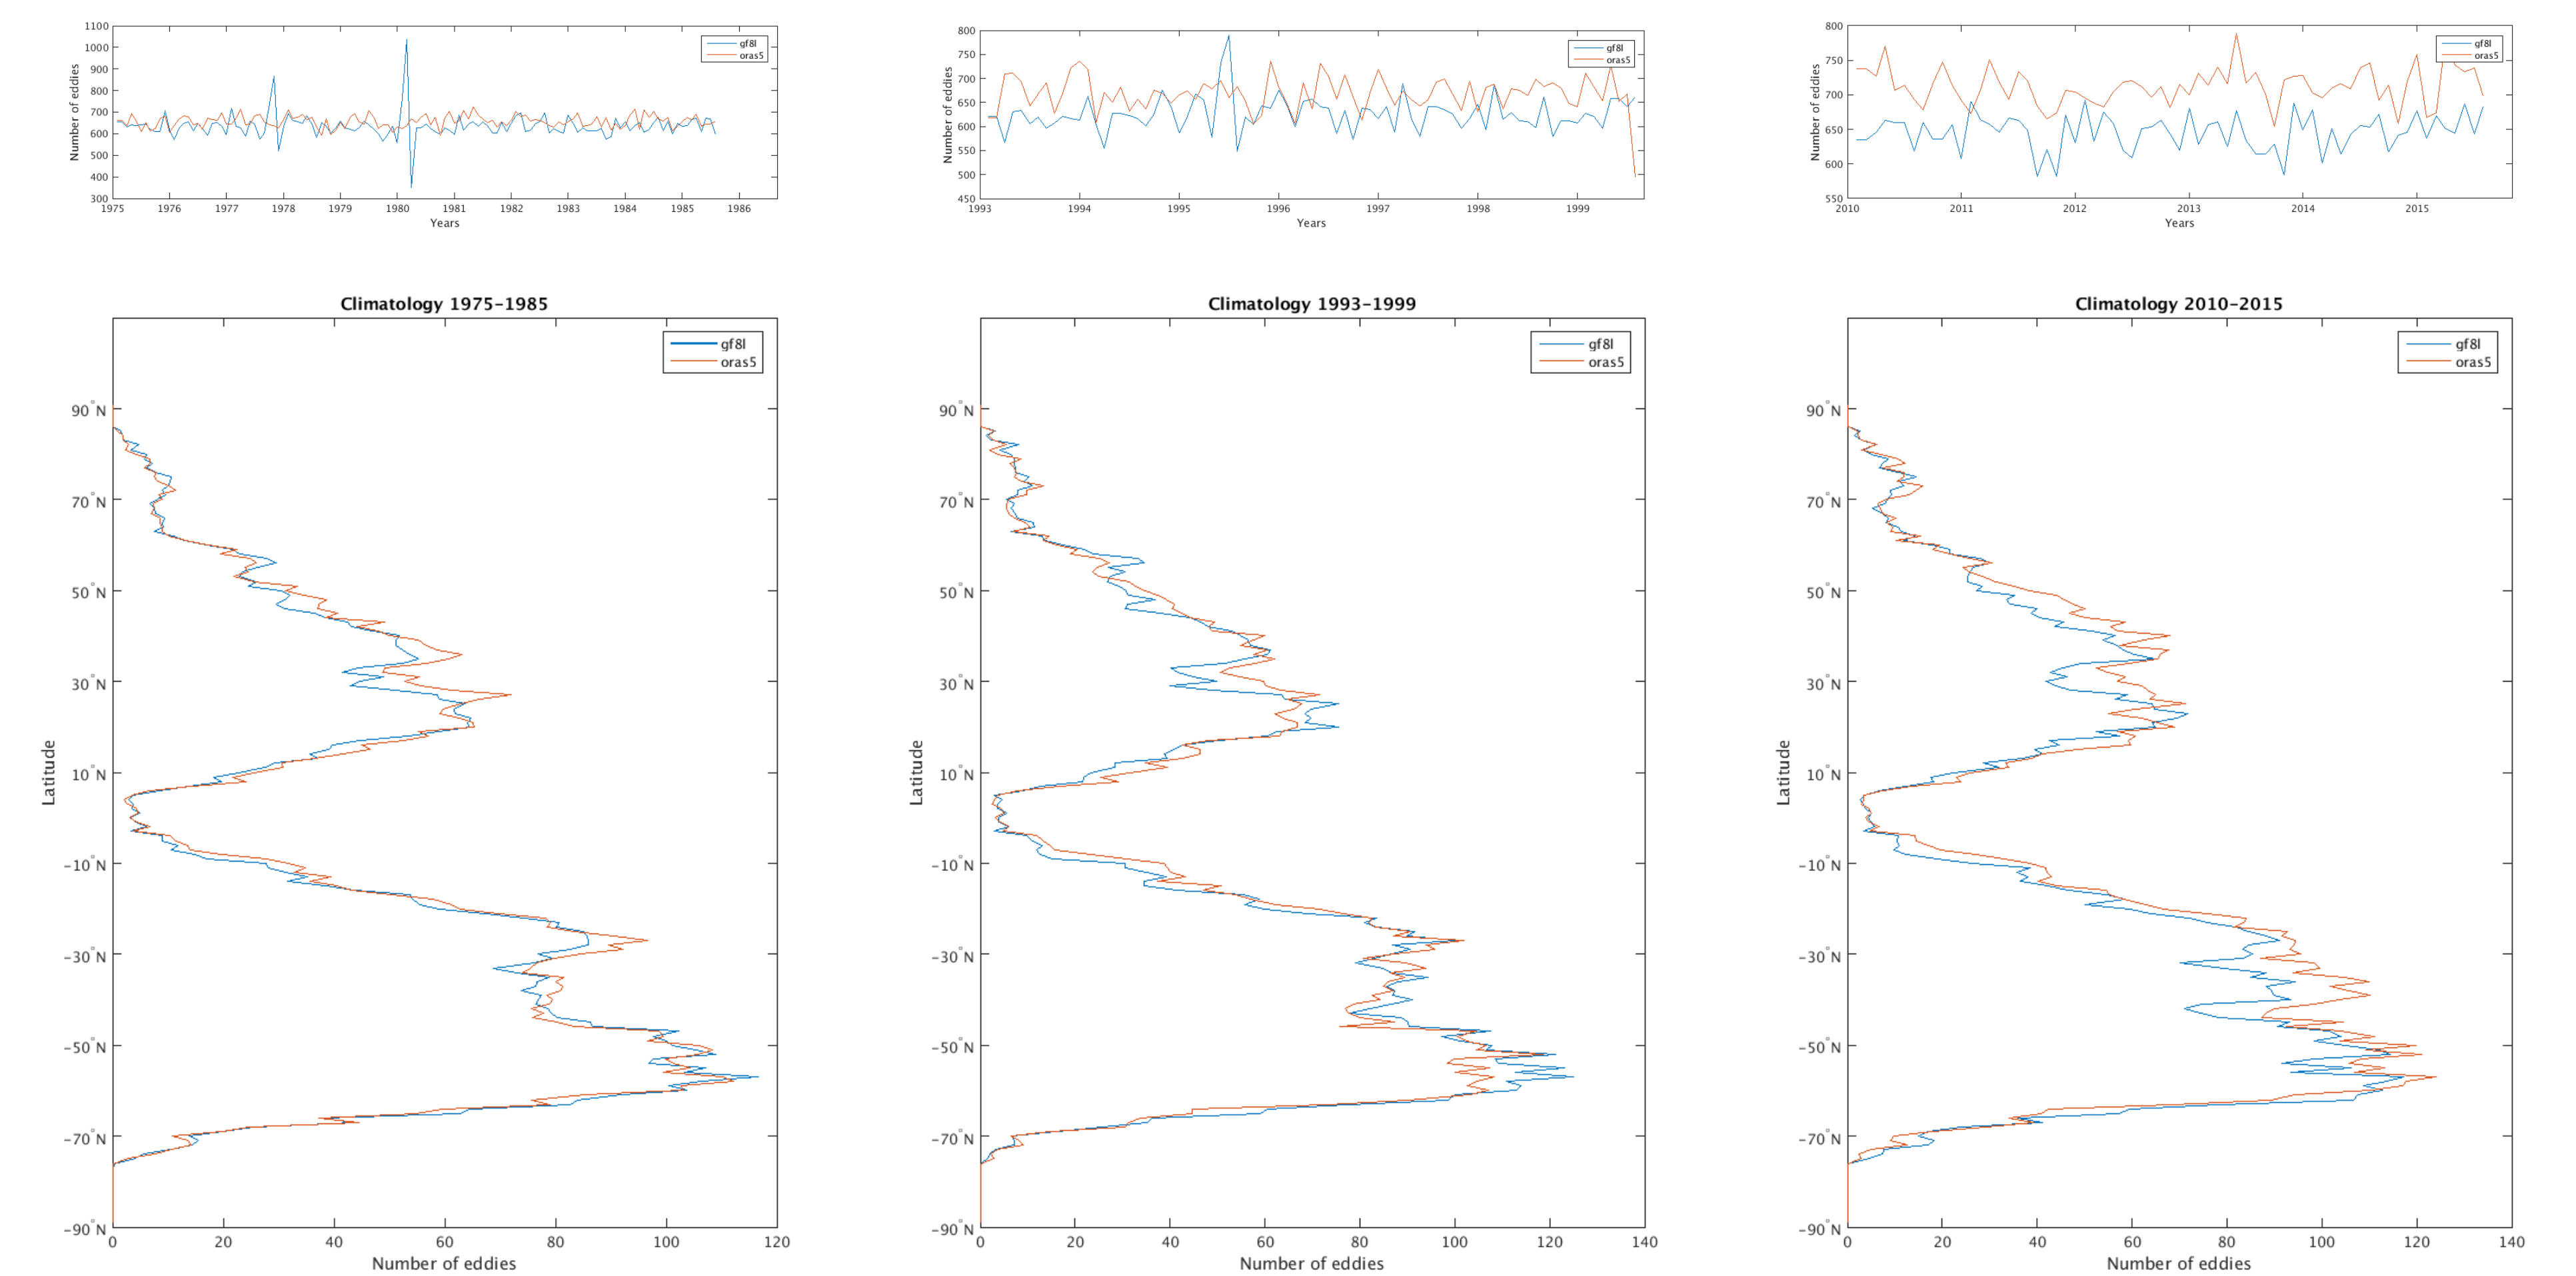 1100
1000
900
800
700
600
500
400
300
Number of eddies
gf8l
oras5
1975 1976 1977 1978 1979 1980 1981 1982 1983 1984 1985 1986
Years
800
750
700
650
600
550
500
450
Number of eddies
gf8l
oras5
1993 1994 1995 1996 1997 1998 1999
Years
800
750
700
650
600
550
Number of eddies
gf8l
oras5
2010 2011 2012 2013 2014 2015
Years
Climatology 1975-1985
gf8l
oras5
90°N
70°N
50°N
30°N
10°N
-10°N
-30°N
-50°N
-70°N
-90°N
Latitude
0 20 40 60 80 100 120
Number of eddies
Climatology 1993-1999
gf8l
oras5
90°N
70°N
50°N
30°N
10°N
-10°N
-30°N
-50°N
-70°N
-90°N
Latitude
0 20 40 60 80 100 120 140
Number of eddies
Climatology 2010-2015
gf8l
oras5
90°N
70°N
50°N
30°N
10°N
-10°N
-30°N
-50°N
-70°N
-90°N
Latitude
0 20 40 60 80 100 120 140
Number of eddies